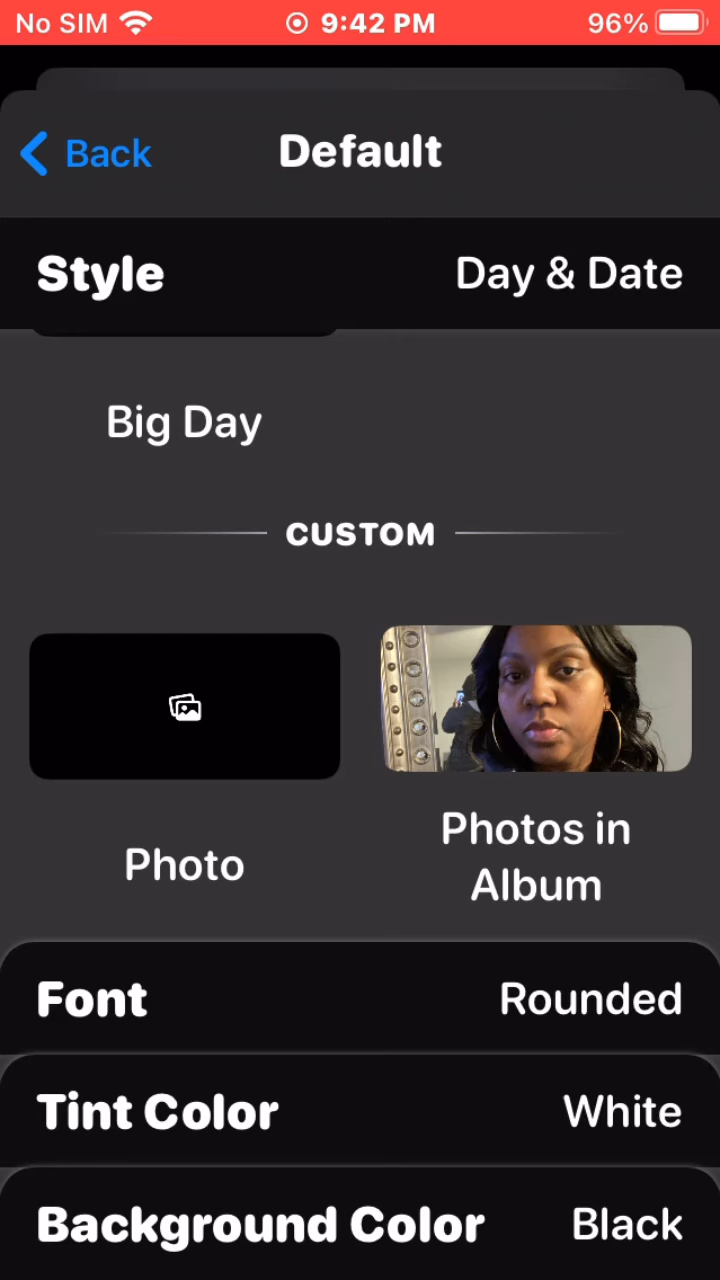 No SIM 9:42 PM 96%
Back Default
Style Day & Date
Big Day
CUSTOM
Photo
Photos in
Album
Font Rounded
Tint Color White
Background Color Black